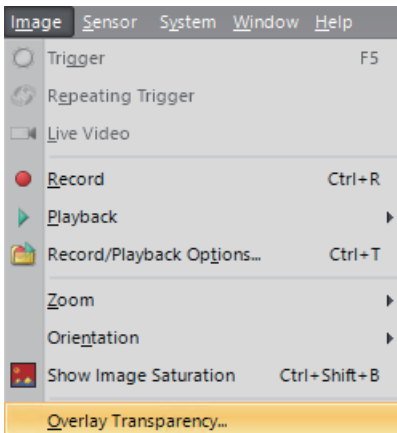 Image Sensor System Window Help
Trigger F5
Repeating Trigger
Live Video
Record Ctrl+R
Playback
Record/Playback Options... Ctrl+T
Zoom
Orientation
Show Image Saturation Ctrl+Shift+B
Overlay Transparency...